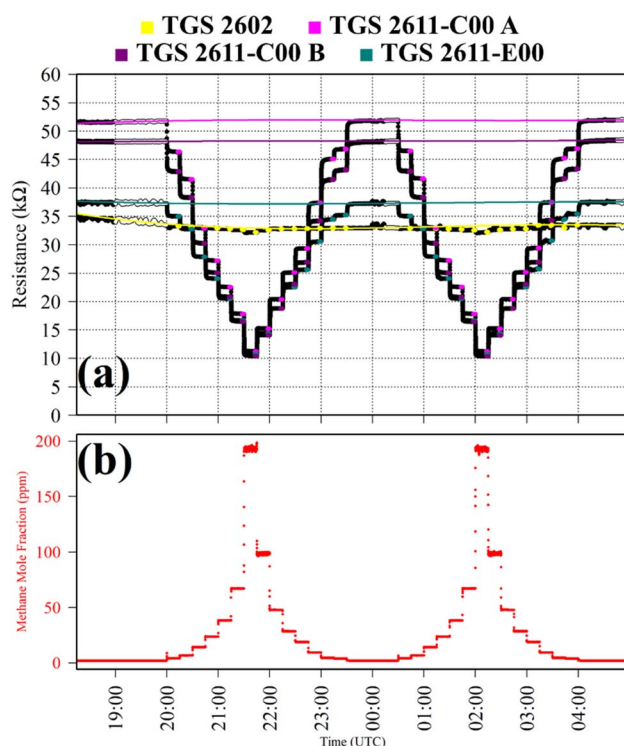 TGS 2602 TGS 2611-C00 A
TGS 2611-C00 B TGS 2611-E00
Resistance (kΩ)
60
55
50
45
40
35
30
25
20
15
10
5
0
(a)
Methane Mole Fraction (ppm)
200
150
100
50
0
(b)
19:00 20:00 21:00 22:00 23:00 00:00 01:00 02:00 03:00 04:00
Time (UTC)